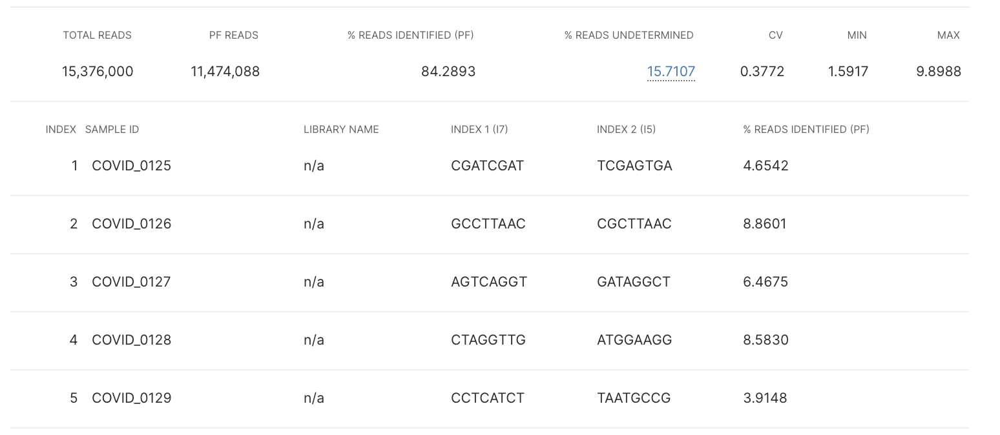 TOTAL READS PF READS % READS IDENTIFIED (PF) % READS UNDETERMINED CV MIN MAX
15,376,000 11,474,088 84.2893 15.7107 0.3772 1.5917 9.8988
INDEX SAMPLE ID LIBRARY NAME INDEX 1 (I7) INDEX 2 (I5) % READS IDENTIFIED (PF)
1 COVID_0125 n/a CGATCGAT TCGAGTGA 4.6542
2 COVID_0126 n/a GCCTTAAC CGCTTAAC 8.8601
3 COVID_0127 n/a AGTCAGGT GATAGGCT 6.4675
4 COVID_0128 n/a CTAGGTTG ATGGAAGG 8.5830
5 COVID_0129 n/a CCTCATCT TAATGCCG 3.9148